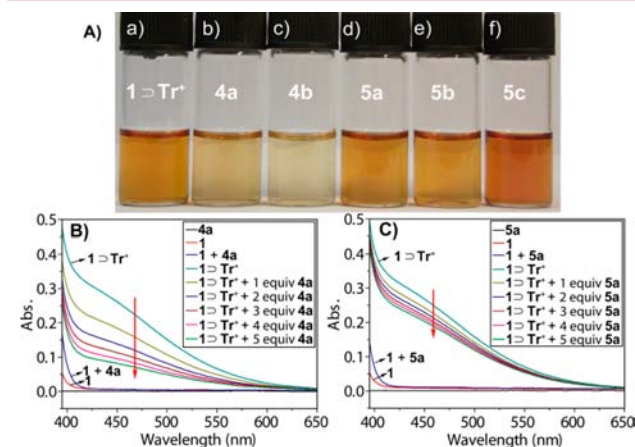 A)
a) b) c) d) e) f)
1 ⊃ Tr⁺ 4a 4b 5a 5b 5c
B)
Abs.
0.5
0.4
0.3
0.2
0.1
0.0
1 ⊃ Tr⁺
4a
1
1 + 4a
1 ⊃ Tr⁺
1 ⊃ Tr⁺ + 1 equiv 4a
1 ⊃ Tr⁺ + 2 equiv 4a
1 ⊃ Tr⁺ + 3 equiv 4a
1 ⊃ Tr⁺ + 4 equiv 4a
1 ⊃ Tr⁺ + 5 equiv 4a
1 + 4a
1
400 450 500 550 600 650
Wavelength (nm)
C)
Abs.
0.5
0.4
0.3
0.2
0.1
0.0
1 ⊃ Tr⁺
5a
1
1 + 5a
1 ⊃ Tr⁺
1 ⊃ Tr⁺ + 1 equiv 5a
1 ⊃ Tr⁺ + 2 equiv 5a
1 ⊃ Tr⁺ + 3 equiv 5a
1 ⊃ Tr⁺ + 4 equiv 5a
1 ⊃ Tr⁺ + 5 equiv 5a
1 + 5a
1
400 450 500 550 600 650
Wavelength (nm)